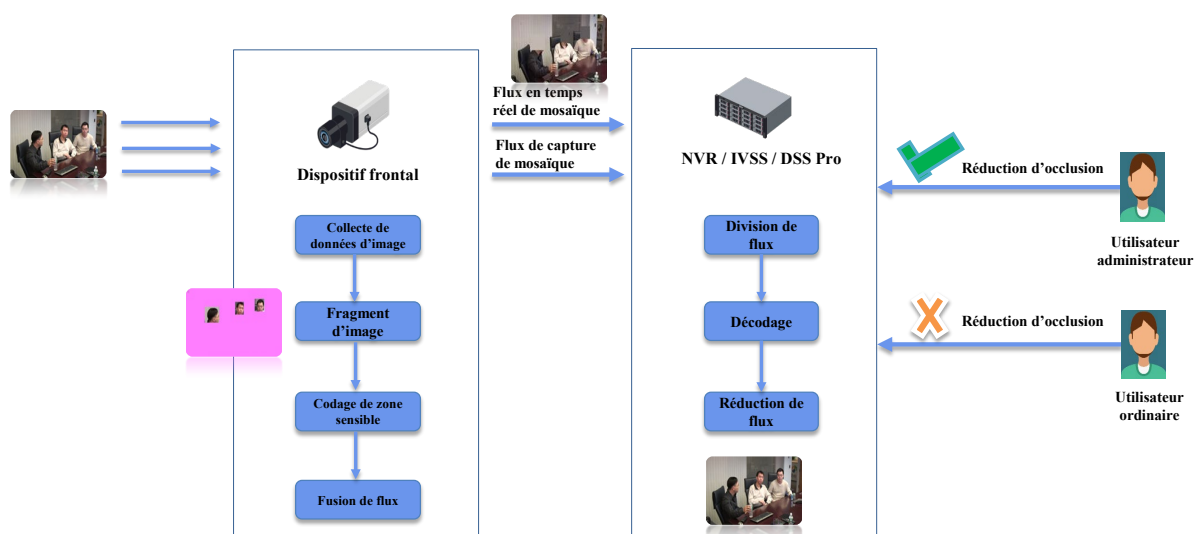 Dispositif frontal
Collecte de
données d’image
Fragment
d’image
Codage de zone
sensible
Fusion de flux
Flux en temps
réel de mosaïque
Flux de capture
de mosaïque
NVR / IVSS / DSS Pro
Division de
flux
Décodage
Réduction de
flux
Réduction d’occlusion
Utilisateur
administrateur
Réduction d’occlusion
Utilisateur
ordinaire